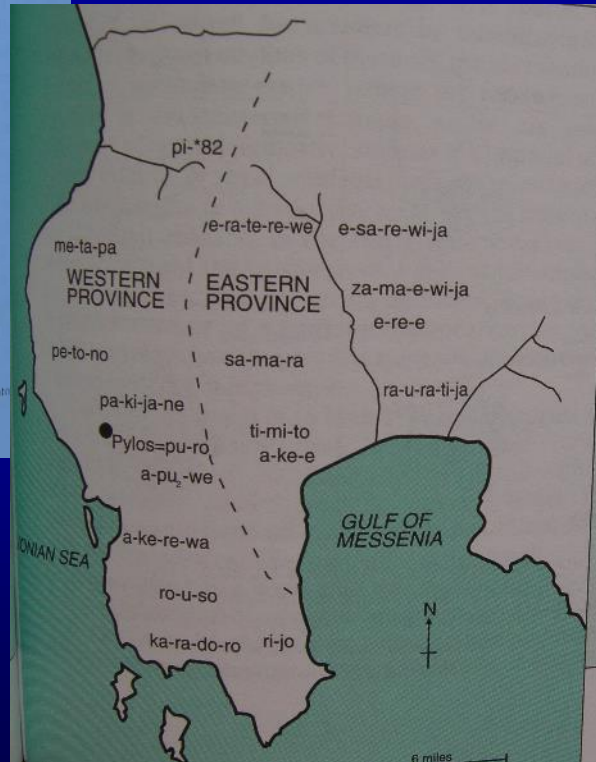 pi-*82
e-ra-te-re-we
e-sa-re-wi-ja
me-ta-pa
WESTERN
PROVINCE
EASTERN
PROVINCE
za-ma-e-wi-ja
e-re-e
pe-to-no
sa-ma-ra
ra-u-ra-ti-ja
pa-ki-ja-ne
Pylos=pu-ro
ti-mi-to
a-ke-e
a-pu₂-we
a-ke-re-wa
GULF OF
MESSENIA
IONIAN SEA
ro-u-so
N
ka-ra-do-ro
ri-jo
6 miles